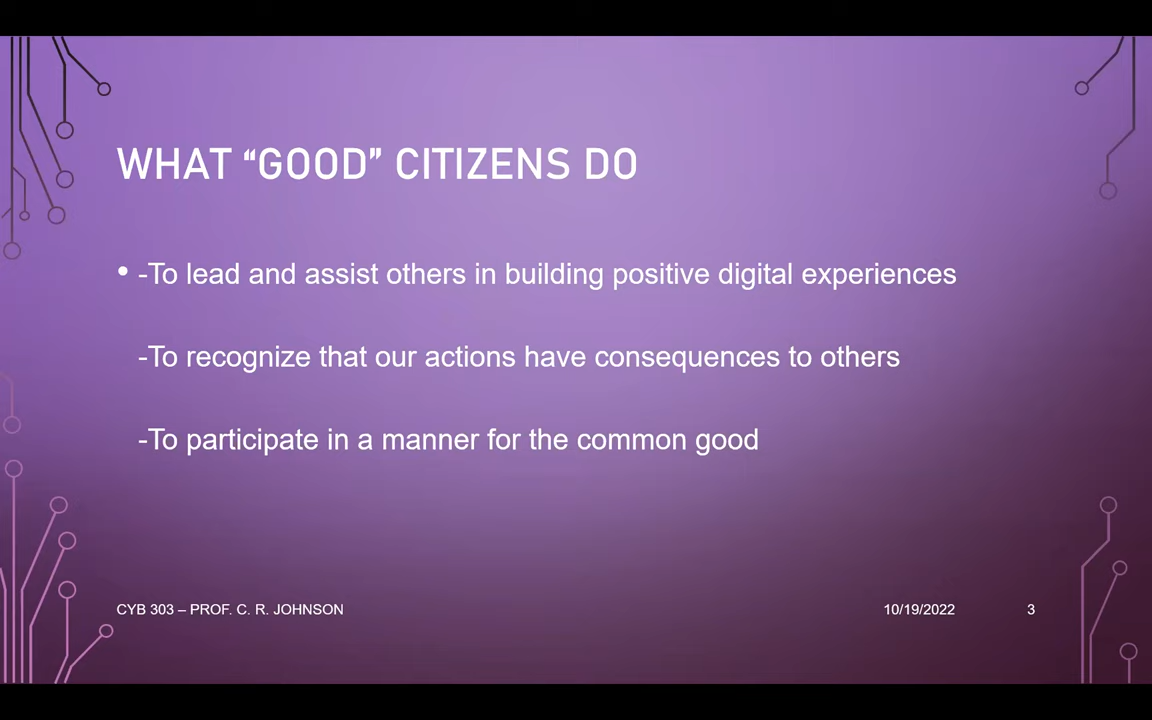 WHAT “GOOD” CITIZENS DO
• -To lead and assist others in building positive digital experiences
-To recognize that our actions have consequences to others
-To participate in a manner for the common good
CYB 303 – PROF. C. R. JOHNSON 10/19/2022 3